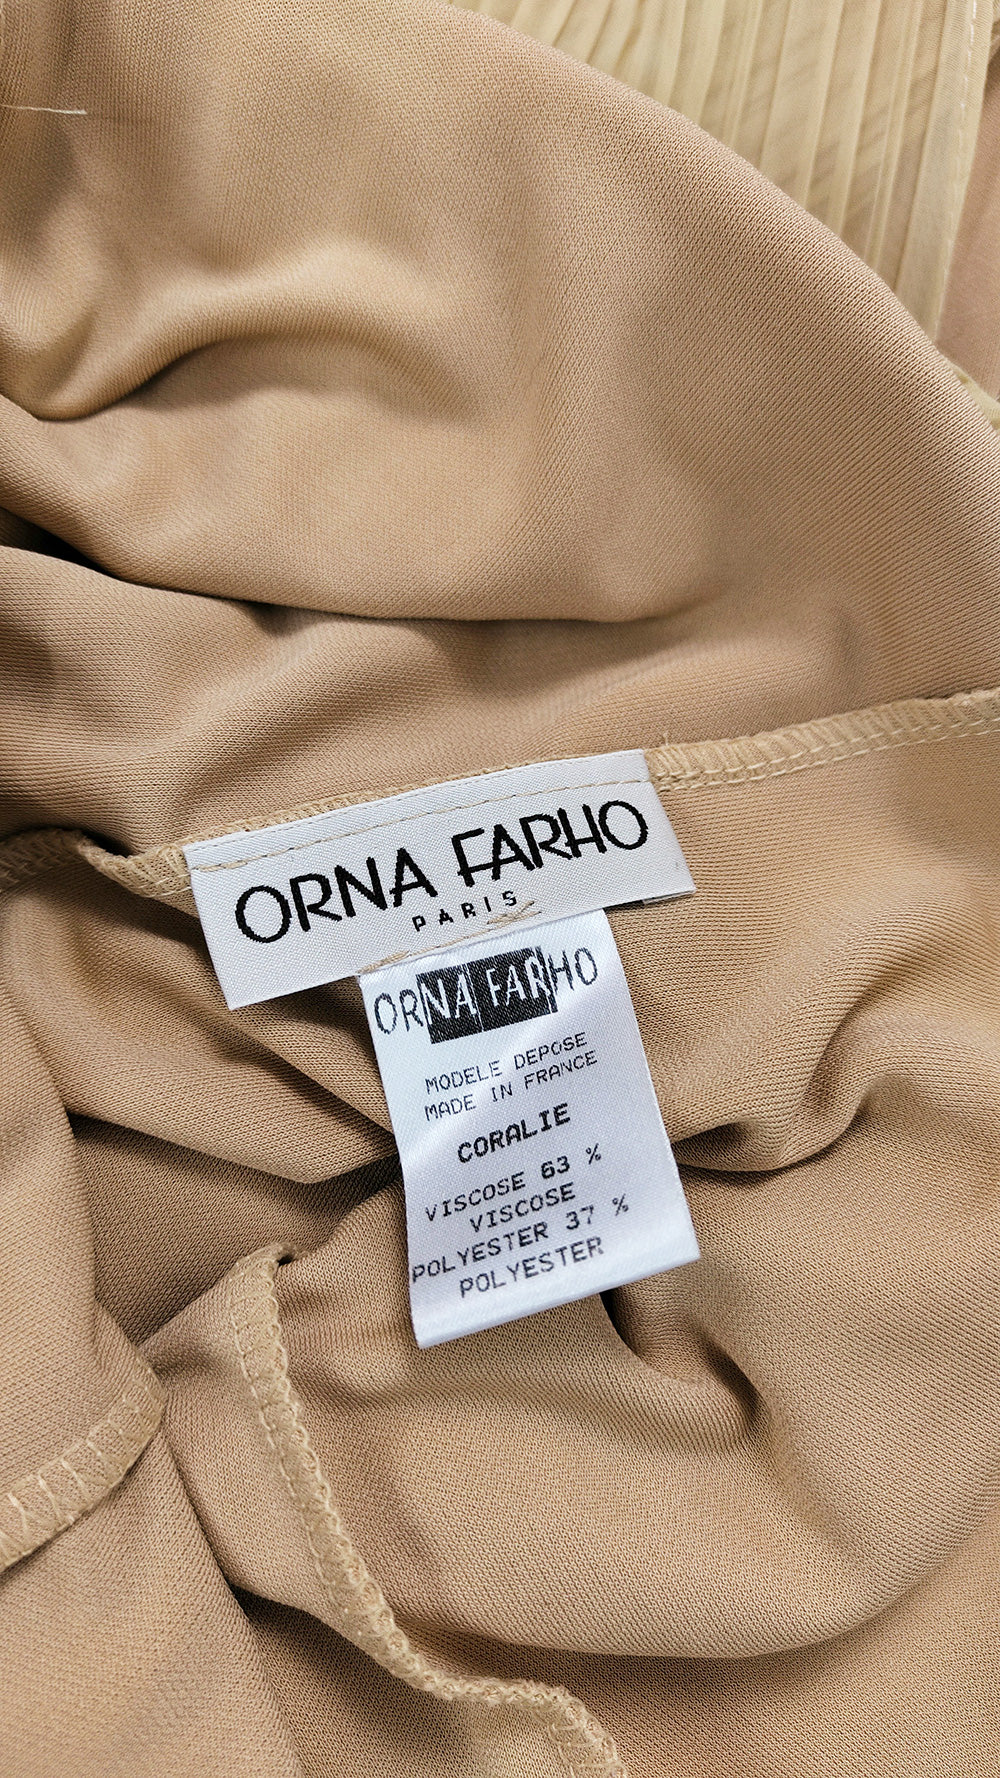 ORNA FARHO
PARIS
ORNA FARHO
MODELE DEPOSE
MADE IN FRANCE
CORALIE
VISCOSE 63 %
VISCOSE
POLYESTER 37 %
POLYESTER